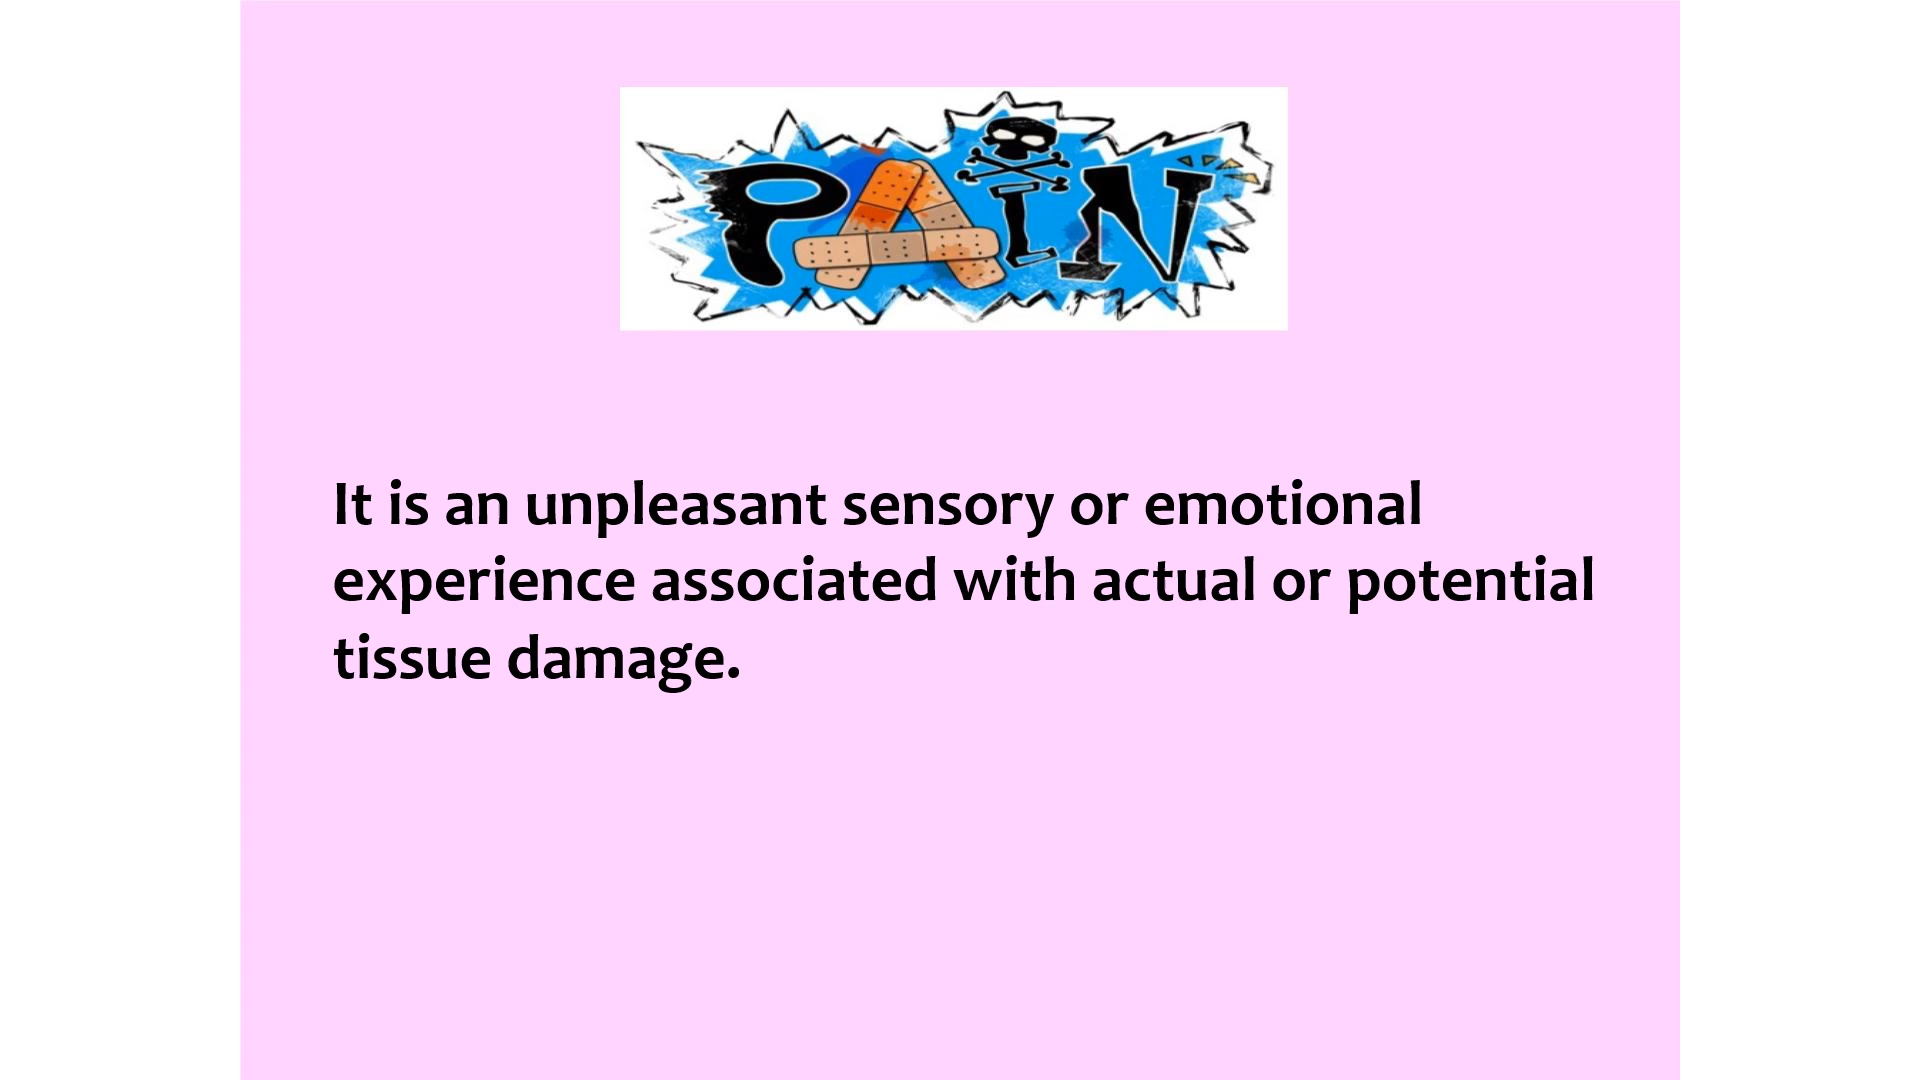 PAIN
It is an unpleasant sensory or emotional
experience associated with actual or potential
tissue damage.